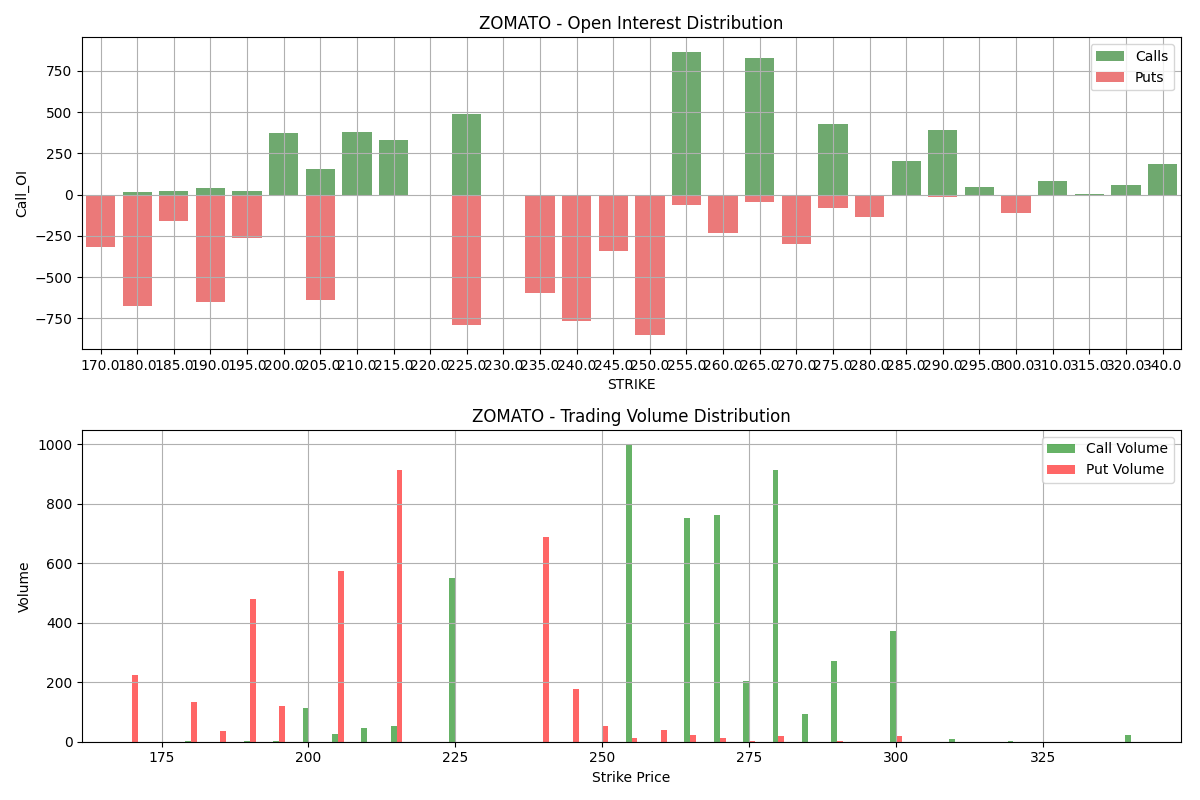 ZOMATO - Open Interest Distribution
Calls
Puts
Call_OI
750
500
250
0
−250
−500
−750
170.0 180.0 185.0 190.0 195.0 200.0 205.0 210.0 215.0 220.0 225.0 230.0 235.0 240.0 245.0 250.0 255.0 260.0 265.0 270.0 275.0 280.0 285.0 290.0 295.0 300.0 310.0 315.0 320.0 340.0
STRIKE
ZOMATO - Trading Volume Distribution
Call Volume
Put Volume
Volume
1000
800
600
400
200
0
175 200 225 250 275 300 325
Strike Price